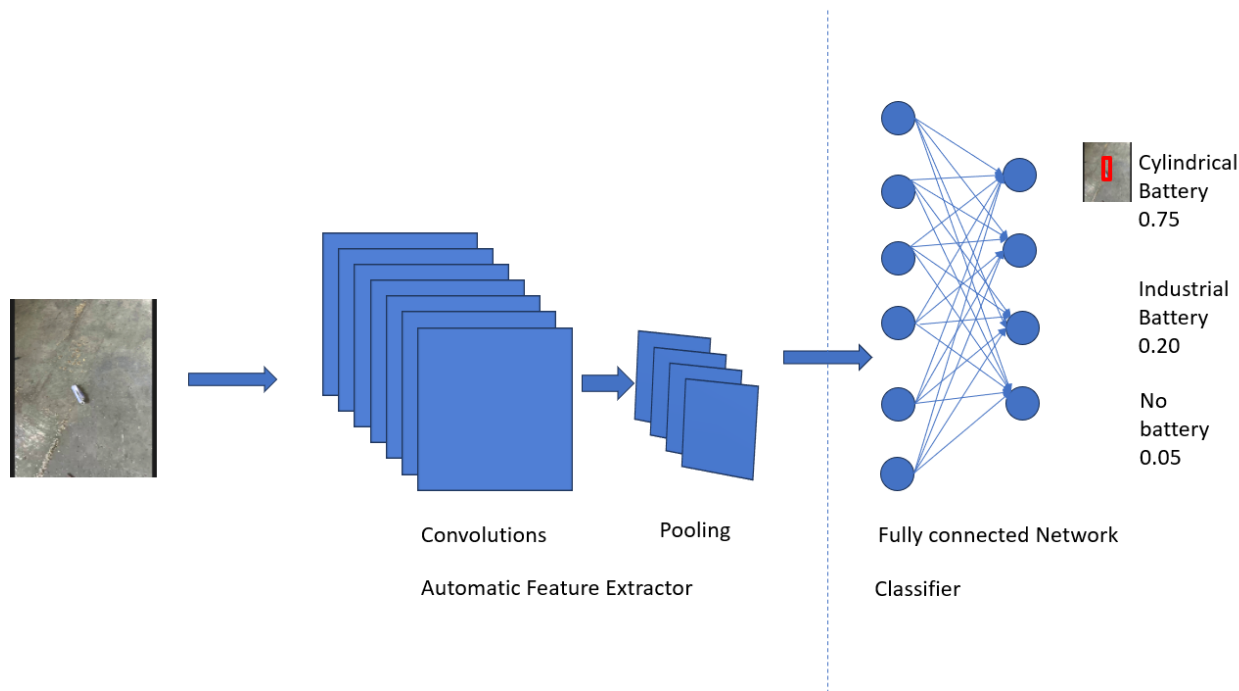 Cylindrical
Battery
0.75
Industrial
Battery
0.20
No
battery
0.05
Convolutions
Pooling
Fully connected Network
Automatic Feature Extractor
Classifier